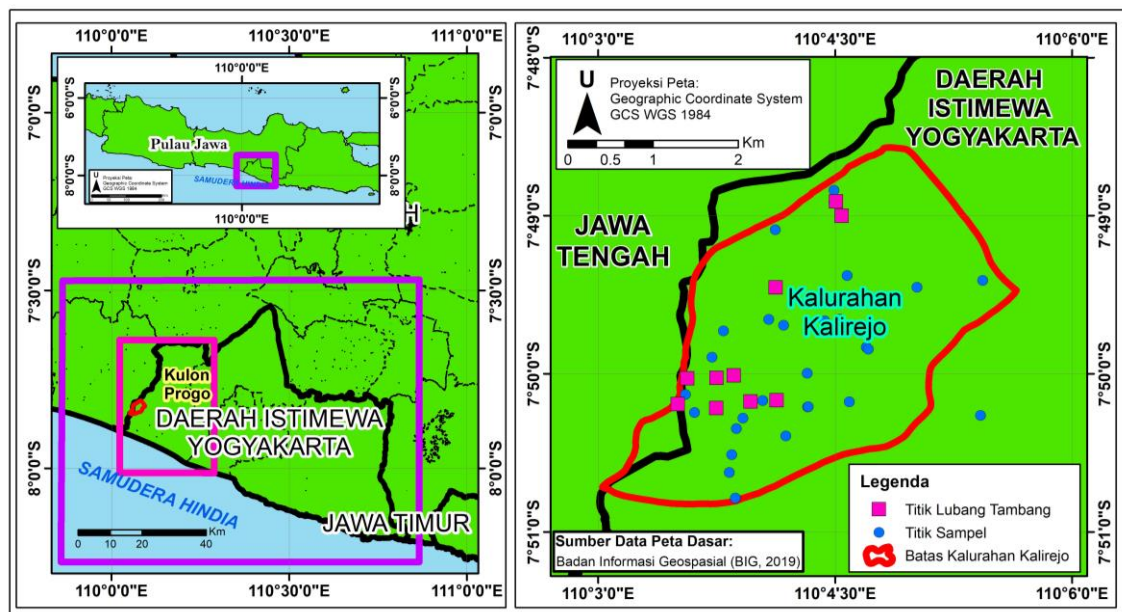 110°0'0"E
110°30'0"E
111°0'0"E
7°0'0"S
7°30'0"S
8°0'0"S
110°0'0"E
6°0'0"S
8°0'0"S
Pulau Jawa
SAMUDERA HINDIA
U
Proyeksi Peta:
Geographic Coordinate System
GCS WGS 1984
110°0'0"E
6°0'0"S
8°0'0"S
H
Kulon
Progo
DAERAH ISTIMEWA
YOGYAKARTA
SAMUDERA HINDIA
JAWA TIMUR
Km
0 10 20 40
110°0'0"E
110°30'0"E
111°0'0"E
7°0'0"S
7°30'0"S
8°0'0"S
110°3'0"E
110°4'30"E
110°6'0"E
7°48'0"S
7°49'0"S
7°50'0"S
7°51'0"S
U
Proyeksi Peta:
Geographic Coordinate System
GCS WGS 1984
Km
0 0.5 1 2
DAERAH
ISTIMEWA
YOGYAKARTA
JAWA
TENGAH
Kalurahan
Kalirejo
Legenda
Titik Lubang Tambang
Titik Sampel
Batas Kalurahan Kalirejo
Sumber Data Peta Dasar:
Badan Informasi Geospasial (BIG, 2019)
7°48'0"S
7°49'0"S
7°50'0"S
7°51'0"S
110°3'0"E
110°4'30"E
110°6'0"E